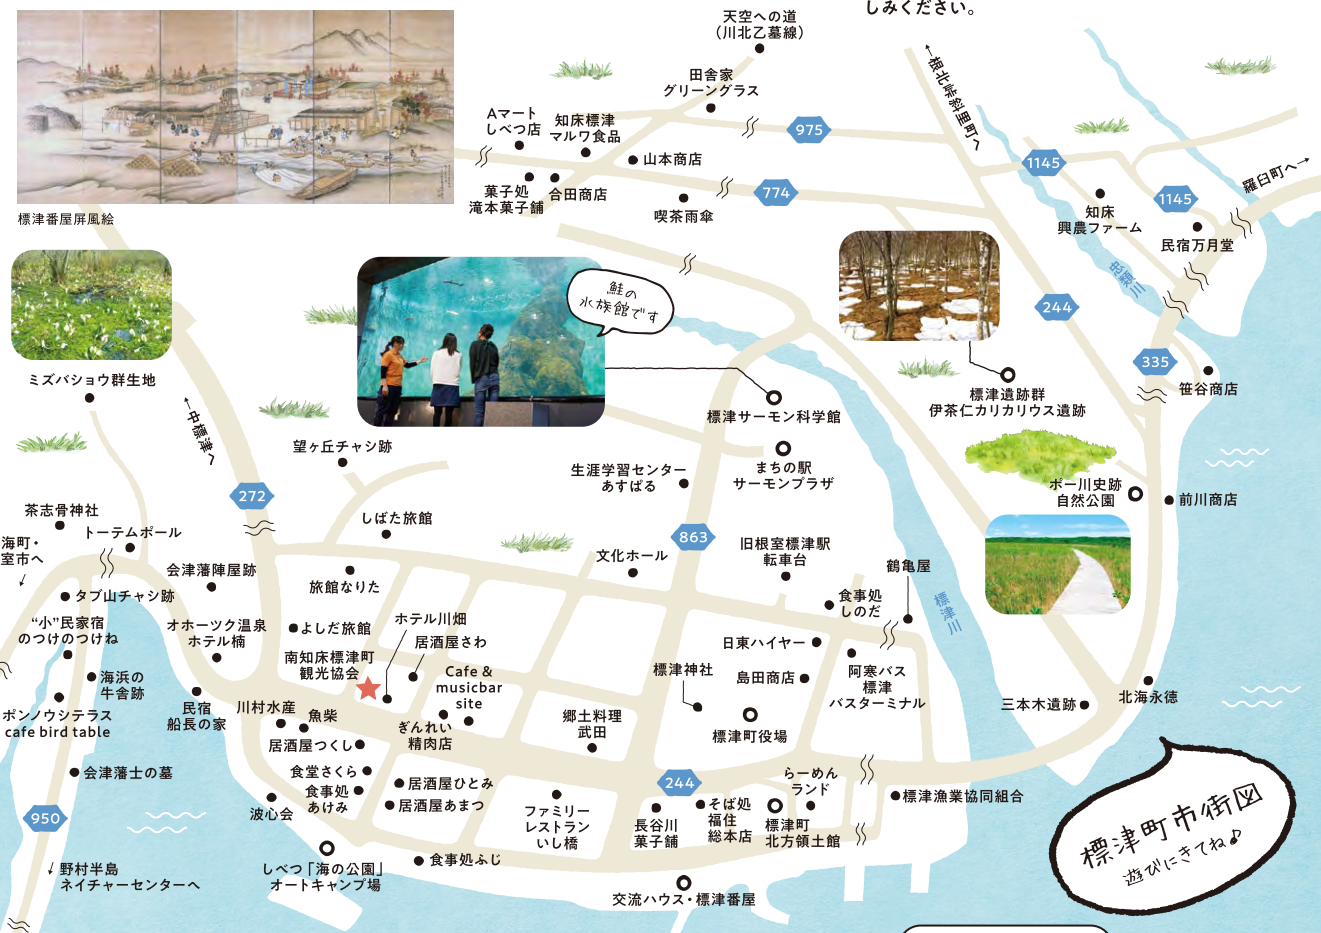 しみください。
天空への道
（川北乙墓線）
田舎家
グリーングラス
Aマート
しべつ店
知床標津
マルワ食品
山本商店
菓子処
滝本菓子舗
合田商店
喫茶雨傘
975
774
根北峠斜里町へ
1145
1145
羅臼町へ
知床
興農ファーム
民宿万月堂
忠類川
244
335
笹谷商店
標津番屋屏風絵
ミズバショウ群生地
中標津へ
鮭の
水族館です
標津サーモン科学館
まちの駅
サーモンプラザ
標津遺跡群
伊茶仁カリカリウス遺跡
ポー川史跡
自然公園
前川商店
望ヶ丘チャシ跡
生涯学習センター
あすぱる
272
863
茶志骨神社
トーテムポール
海町・
室市へ
しばた旅館
文化ホール
旧根室標津駅
転車台
鶴亀屋
会津藩陣屋跡
旅館なりた
タブ山チャシ跡
食事処
しのだ
標津川
“小”民家宿
のつけのつけね
オホーツク温泉
ホテル楠
よしだ旅館
ホテル川畑
居酒屋さわ
日東ハイヤー
南知床標津町
観光協会
Cafe &
musicbar
site
標津神社
島田商店
阿寒バス
標津
バスターミナル
海浜の
牛舎跡
民宿
船長の家
川村水産
魚柴
ぎんれい
精肉店
郷土料理
武田
標津町役場
三本木遺跡
北海永徳
ポンノウシテラス
cafe bird table
居酒屋つくし
会津藩士の墓
食堂さくら
食事処
あけみ
居酒屋ひとみ
居酒屋あまつ
244
らーめん
ランド
標津漁業協同組合
波心会
ファミリー
レストラン
いし橋
長谷川
菓子舗
そば処
福住
総本店
標津町
北方領土館
950
野村半島
ネイチャーセンターへ
しべつ「海の公園」
オートキャンプ場
食事処ふじ
交流ハウス・標津番屋
標津町市街図
遊びにきてね♪